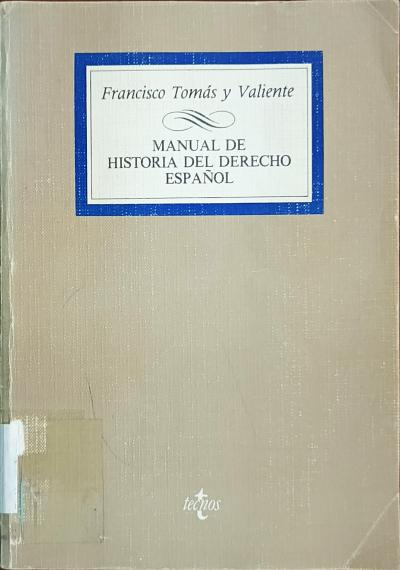 Francisco Tomás y Valiente
MANUAL DE
HISTORIA DEL DERECHO
ESPAÑOL
tecnos